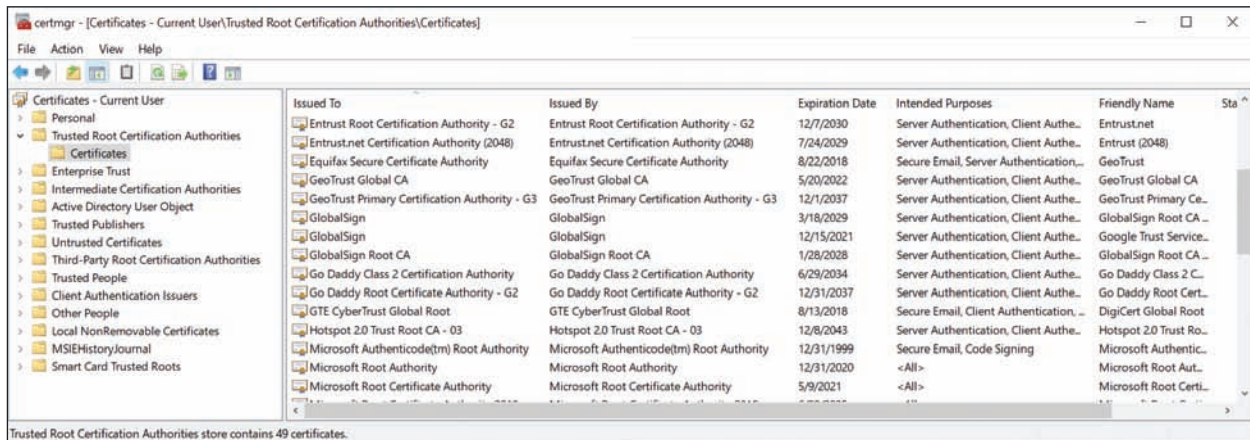 certmgr - [Certificates - Current User\Trusted Root Certification Authorities\Certificates]
File Action View Help
Certificates - Current User
Personal
Trusted Root Certification Authorities
Certificates
Enterprise Trust
Intermediate Certification Authorities
Active Directory User Object
Trusted Publishers
Untrusted Certificates
Third-Party Root Certification Authorities
Trusted People
Client Authentication Issuers
Other People
Local NonRemovable Certificates
MSIEHistoryJournal
Smart Card Trusted Roots
Issued To Issued By Expiration Date Intended Purposes Friendly Name Sta
Entrust Root Certification Authority - G2 Entrust Root Certification Authority - G2 12/7/2030 Server Authentication, Client Authe... Entrust.net
Entrust.net Certification Authority (2048) Entrust.net Certification Authority (2048) 7/24/2029 Server Authentication, Client Authe... Entrust (2048)
Equifax Secure Certificate Authority Equifax Secure Certificate Authority 8/22/2018 Secure Email, Server Authentication,... GeoTrust
GeoTrust Global CA GeoTrust Global CA 5/20/2022 Server Authentication, Client Authe... GeoTrust Global CA
GeoTrust Primary Certification Authority - G3 GeoTrust Primary Certification Authority - G3 12/1/2037 Server Authentication, Client Authe... GeoTrust Primary Ce...
GlobalSign GlobalSign 3/18/2029 Server Authentication, Client Authe... GlobalSign Root CA ...
GlobalSign GlobalSign 12/15/2021 Server Authentication, Client Authe... Google Trust Service...
GlobalSign Root CA GlobalSign Root CA 1/28/2028 Server Authentication, Client Authe... GlobalSign Root CA ...
Go Daddy Class 2 Certification Authority Go Daddy Class 2 Certification Authority 6/29/2034 Server Authentication, Client Authe... Go Daddy Class 2 C...
Go Daddy Root Certificate Authority - G2 Go Daddy Root Certificate Authority - G2 12/31/2037 Server Authentication, Client Authe... Go Daddy Root Cert...
GTE CyberTrust Global Root GTE CyberTrust Global Root 8/13/2018 Secure Email, Client Authentication, ... DigiCert Global Root
Hotspot 2.0 Trust Root CA - 03 Hotspot 2.0 Trust Root CA - 03 12/8/2043 Server Authentication, Client Authe... Hotspot 2.0 Trust Ro...
Microsoft Authenticode(tm) Root Authority Microsoft Authenticode(tm) Root Authority 12/31/1999 Secure Email, Code Signing Microsoft Authentic...
Microsoft Root Authority Microsoft Root Authority 12/31/2020 <All> Microsoft Root Aut...
Microsoft Root Certificate Authority Microsoft Root Certificate Authority 5/9/2021 <All> Microsoft Root Certi...
Trusted Root Certification Authorities store contains 49 certificates.